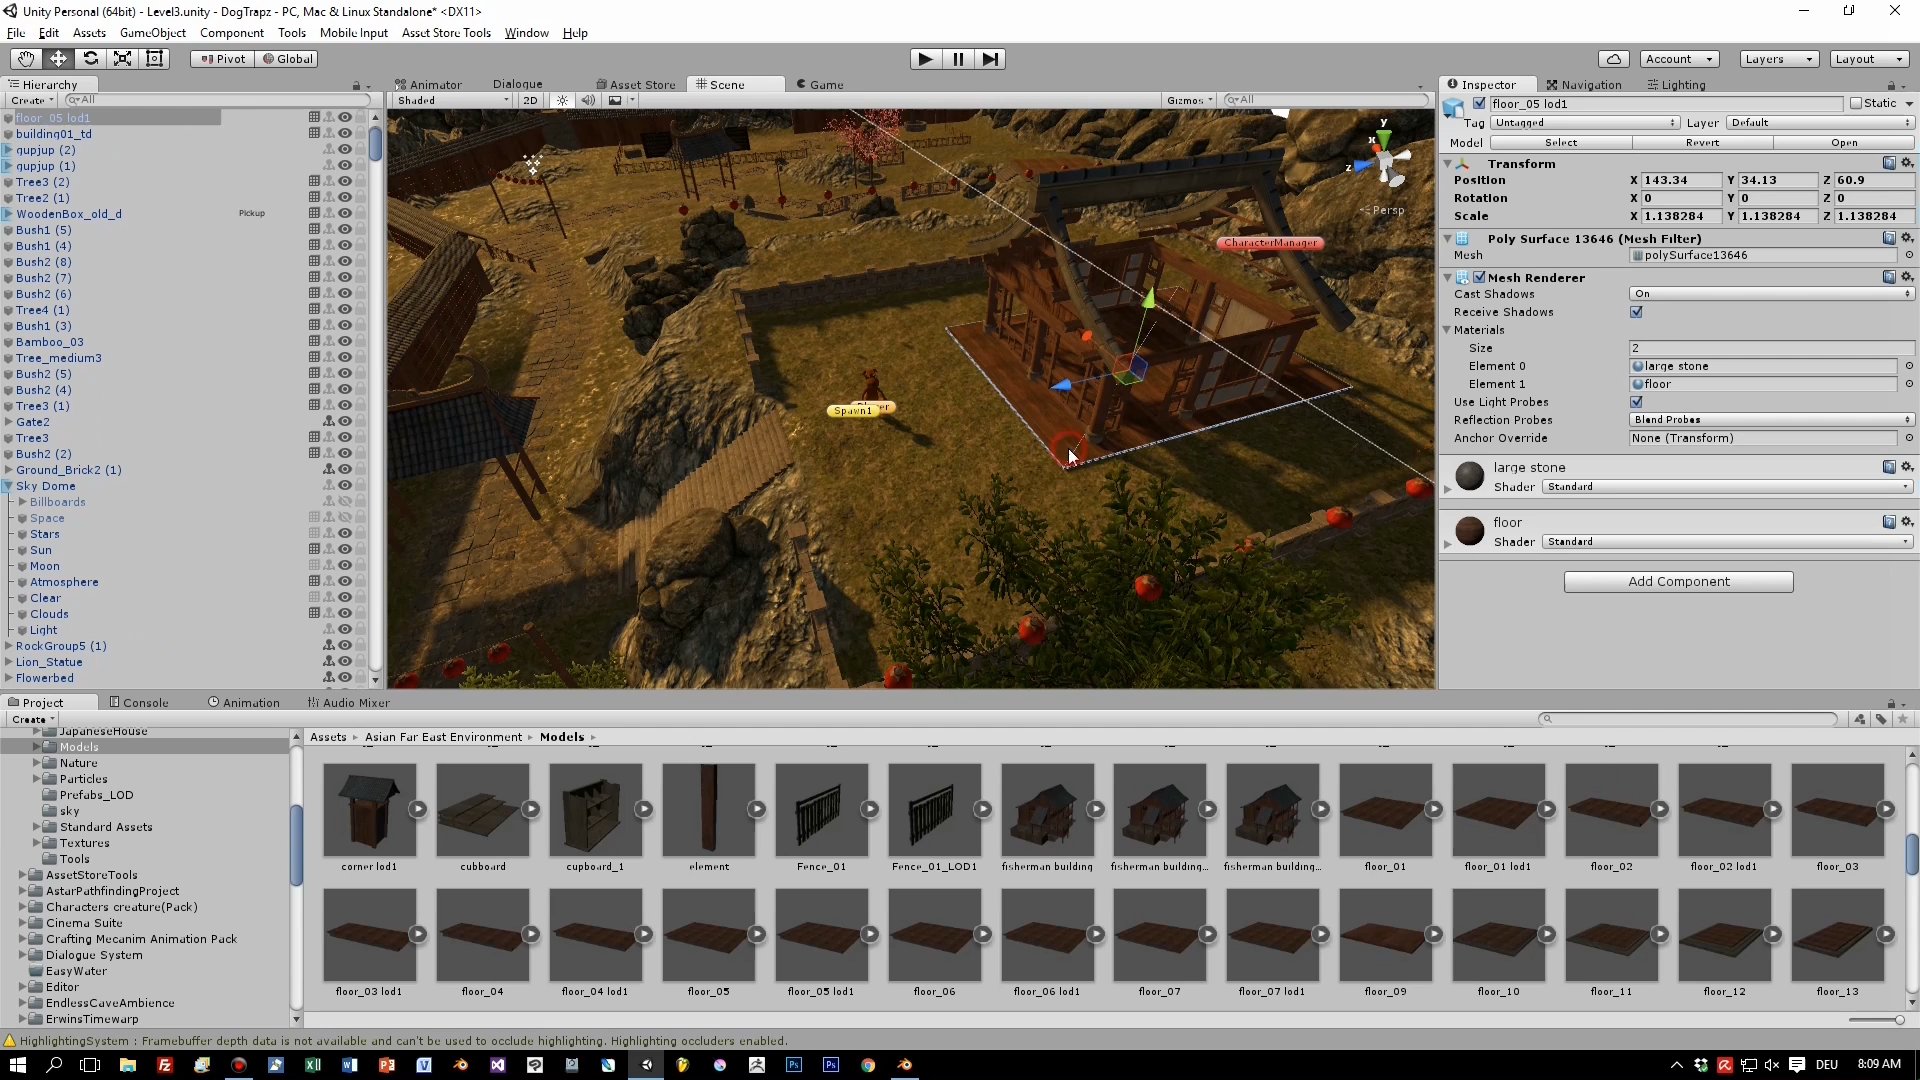 Unity Personal (64bit) - Level3.unity - DogTrapz - PC, Mac & Linux Standalone* <DX11>
File Edit Assets GameObject Component Tools Mobile Input Asset Store Tools Window Help
Pivot Global Account Layers Layout
Hierarchy
Create All
floor_05 lod1
building01_td
gupjup (2)
gupjup (1)
Tree3 (2)
Tree2 (1)
WoodenBox_old_d Pickup
Bush1 (5)
Bush1 (4)
Bush2 (8)
Bush2 (7)
Bush2 (6)
Tree4 (1)
Bush1 (3)
Bamboo_03
Tree_medium3
Bush2 (5)
Bush2 (4)
Tree3 (1)
Gate2
Tree3
Bush2 (2)
Ground_Brick2 (1)
Sky Dome
Billboards
Space
Stars
Sun
Moon
Atmosphere
Clear
Clouds
Light
RockGroup5 (1)
Lion_Statue
Flowerbed
Animator Dialogue Asset Store Scene Game
Shaded 2D Gizmos All
y
x
z
Persp
CharacterManager
Spawn1
Inspector Navigation Lighting
floor_05 lod1 Static
Tag Untagged Layer Default
Model Select Revert Open
Transform
Position X 143.34 Y 34.13 Z 60.9
Rotation X 0 Y 0 Z 0
Scale X 1.138284 Y 1.138284 Z 1.138284
Poly Surface 13646 (Mesh Filter)
Mesh polySurface13646
Mesh Renderer
Cast Shadows On
Receive Shadows
Materials
Size 2
Element 0 large stone
Element 1 floor
Use Light Probes
Reflection Probes Blend Probes
Anchor Override None (Transform)
large stone
Shader Standard
floor
Shader Standard
Add Component
Project Console Animation Audio Mixer
Create
JapaneseHouse
Models
Nature
Particles
Prefabs_LOD
sky
Standard Assets
Textures
Tools
AssetStoreTools
AstarPathfindingProject
Characters creature(Pack)
Cinema Suite
Crafting Mecanim Animation Pack
Dialogue System
EasyWater
Editor
EndlessCaveAmbience
ErwinsTimewarp
Assets Asian Far East Environment Models
corner lod1 cubboard cupboard_1 element Fence_01 Fence_01_LOD1 fisherman building fisherman building... fisherman building... floor_01 floor_01 lod1 floor_02 floor_02 lod1 floor_03
floor_03 lod1 floor_04 floor_04 lod1 floor_05 floor_05 lod1 floor_06 floor_06 lod1 floor_07 floor_07 lod1 floor_09 floor_10 floor_11 floor_12 floor_13
HighlightingSystem : Framebuffer depth data is not available and can't be used to occlude highlighting. Highlighting occluders enabled.
DEU 8:09 AM